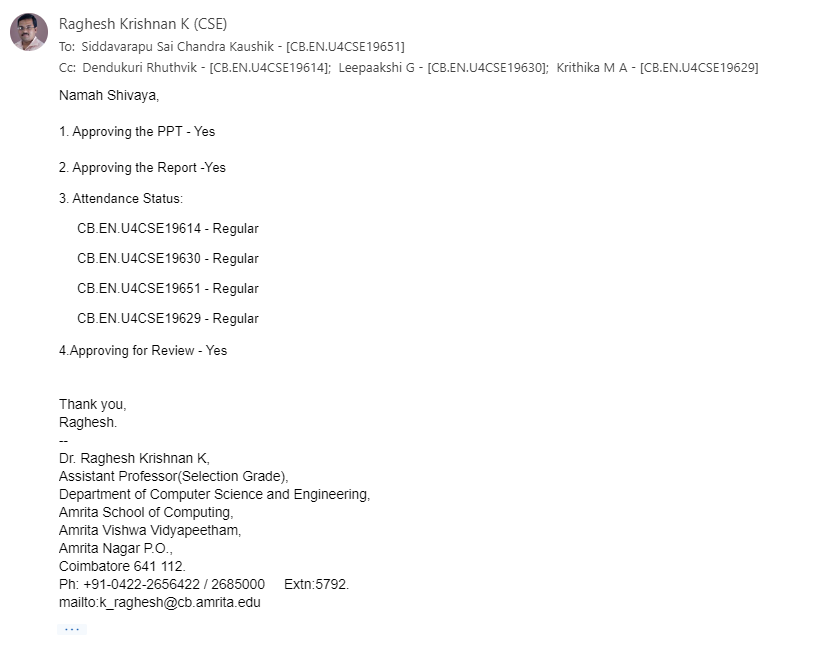 Raghesh Krishnan K (CSE)
To: Siddavarapu Sai Chandra Kaushik - [CB.EN.U4CSE19651]
Cc: Dendukuri Rhuthvik - [CB.EN.U4CSE19614]; Leepaakshi G - [CB.EN.U4CSE19630]; Krithika M A - [CB.EN.U4CSE19629]
Namah Shivaya,
1. Approving the PPT - Yes
2. Approving the Report -Yes
3. Attendance Status:
CB.EN.U4CSE19614 - Regular
CB.EN.U4CSE19630 - Regular
CB.EN.U4CSE19651 - Regular
CB.EN.U4CSE19629 - Regular
4.Approving for Review - Yes
Thank you,
Raghesh.
--
Dr. Raghesh Krishnan K,
Assistant Professor(Selection Grade),
Department of Computer Science and Engineering,
Amrita School of Computing,
Amrita Vishwa Vidyapeetham,
Amrita Nagar P.O.,
Coimbatore 641 112.
Ph: +91-0422-2656422 / 2685000 Extn:5792.
mailto:k_raghesh@cb.amrita.edu
...